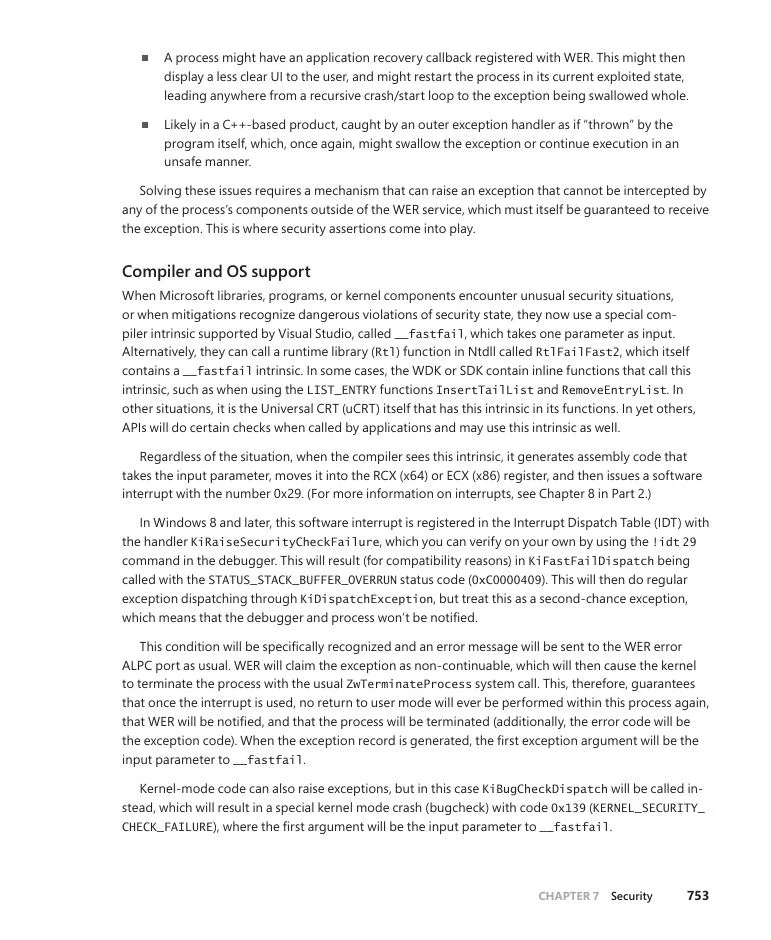 ■ A process might have an application recovery callback registered with WER. This might then
display a less clear UI to the user, and might restart the process in its current exploited state,
leading anywhere from a recursive crash/start loop to the exception being swallowed whole.
■ Likely in a C++-based product, caught by an outer exception handler as if “thrown” by the
program itself, which, once again, might swallow the exception or continue execution in an
unsafe manner.
Solving these issues requires a mechanism that can raise an exception that cannot be intercepted by
any of the process’s components outside of the WER service, which must itself be guaranteed to receive
the exception. This is where security assertions come into play.
Compiler and OS support
When Microsoft libraries, programs, or kernel components encounter unusual security situations,
or when mitigations recognize dangerous violations of security state, they now use a special com-
piler intrinsic supported by Visual Studio, called __fastfail, which takes one parameter as input.
Alternatively, they can call a runtime library (Rtl) function in Ntdll called RtlFailFast2, which itself
contains a __fastfail intrinsic. In some cases, the WDK or SDK contain inline functions that call this
intrinsic, such as when using the LIST_ENTRY functions InsertTailList and RemoveEntryList. In
other situations, it is the Universal CRT (uCRT) itself that has this intrinsic in its functions. In yet others,
APIs will do certain checks when called by applications and may use this intrinsic as well.
Regardless of the situation, when the compiler sees this intrinsic, it generates assembly code that
takes the input parameter, moves it into the RCX (x64) or ECX (x86) register, and then issues a software
interrupt with the number 0x29. (For more information on interrupts, see Chapter 8 in Part 2.)
In Windows 8 and later, this software interrupt is registered in the Interrupt Dispatch Table (IDT) with
the handler KiRaiseSecurityCheckFailure, which you can verify on your own by using the !idt 29
command in the debugger. This will result (for compatibility reasons) in KiFastFailDispatch being
called with the STATUS_STACK_BUFFER_OVERRUN status code (0xC0000409). This will then do regular
exception dispatching through KiDispatchException, but treat this as a second-chance exception,
which means that the debugger and process won’t be notified.
This condition will be specifically recognized and an error message will be sent to the WER error
ALPC port as usual. WER will claim the exception as non-continuable, which will then cause the kernel
to terminate the process with the usual ZwTerminateProcess system call. This, therefore, guarantees
that once the interrupt is used, no return to user mode will ever be performed within this process again,
that WER will be notified, and that the process will be terminated (additionally, the error code will be
the exception code). When the exception record is generated, the first exception argument will be the
input parameter to __fastfail.
Kernel-mode code can also raise exceptions, but in this case KiBugCheckDispatch will be called in-
stead, which will result in a special kernel mode crash (bugcheck) with code 0x139 (KERNEL_SECURITY_
CHECK_FAILURE), where the first argument will be the input parameter to __fastfail.
CHAPTER 7 Security 753